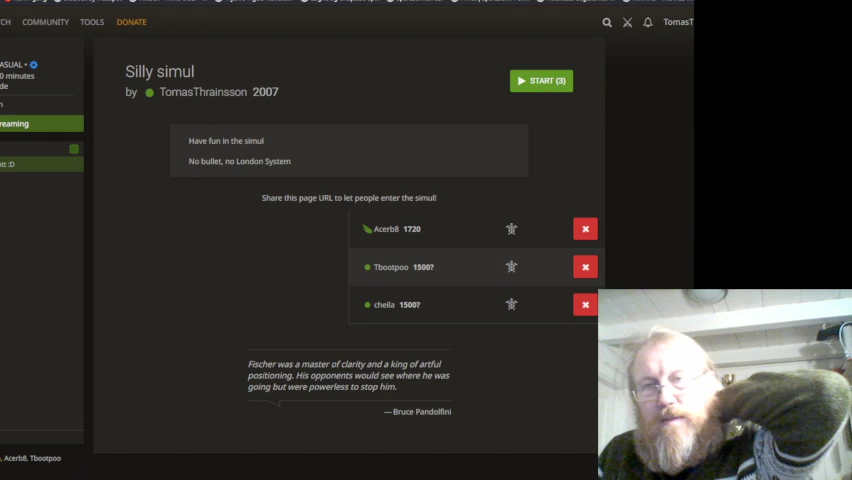 CH COMMUNITY TOOLS DONATE TomasT
ASUAL •
0 minutes
de
n
reaming
tt :D
Silly simul
by TomasThrainsson 2007
START (3)
Have fun in the simul
No bullet, no London System
Share this page URL to let people enter the simul!
Acerb8 1720
Tbootpoo 1500?
cheila 1500?
Fischer was a master of clarity and a king of artful
positioning. His opponents would see where he was
going but were powerless to stop him.
— Bruce Pandolfini
, Acerb8, Tbootpoo